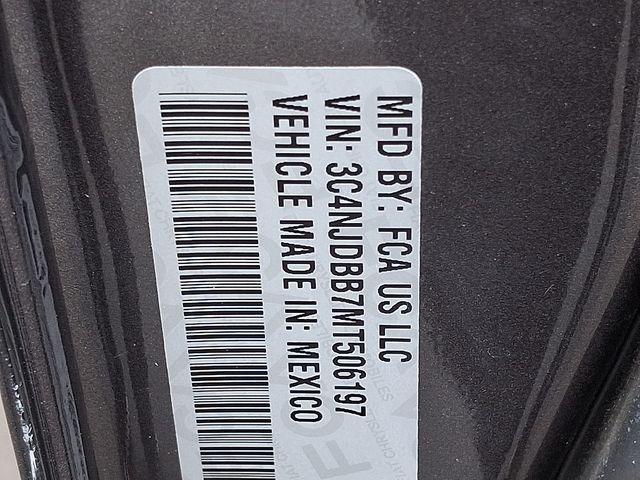 MFD BY: FCA US LLC
VIN: 3C4NJDBB7MT506197
VEHICLE MADE IN: MEXICO